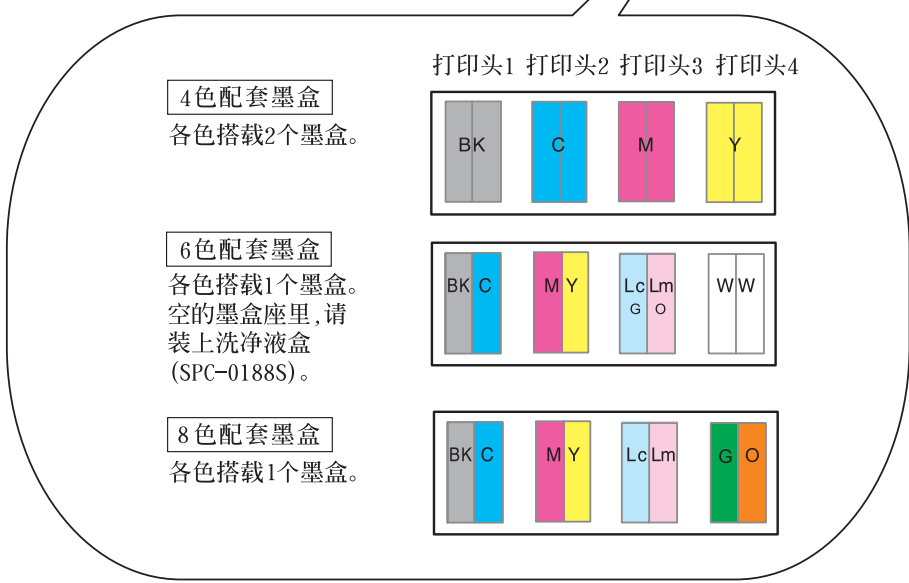 打印头1 打印头2 打印头3 打印头4
4色配套墨盒
各色搭载2个墨盒。
BK C M Y
6色配套墨盒
各色搭载1个墨盒。
空的墨盒座里,请
装上洗净液盒
(SPC-0188S)。
BK C M Y Lc Lm W W
G O
8色配套墨盒
各色搭载1个墨盒。
BK C M Y Lc Lm G O